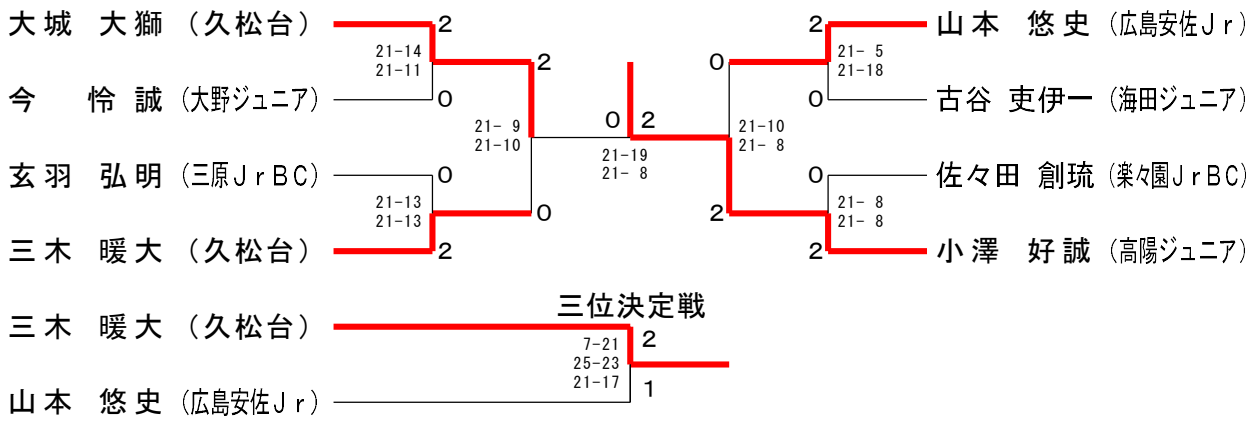 大城 大獅 (久松台)
2
21-14
21-11
今 怜誠 (大野ジュニア)
0
2
21- 9
21-10
玄羽 弘明 (三原JrBC)
0
21-13
21-13
0
三木 暖大 (久松台)
2
0 2
21-19
21- 8
2 山本 悠史 (広島安佐Jr)
0
21- 5
21-18
0 古谷 吏伊一 (海田ジュニア)
21-10
21- 8
0 佐々田 創琉 (楽々園JrBC)
2
21- 8
21- 8
2 小澤 好誠 (高陽ジュニア)
三位決定戦
三木 暖大 (久松台)
2
7-21
25-23
21-17
山本 悠史 (広島安佐Jr)
1